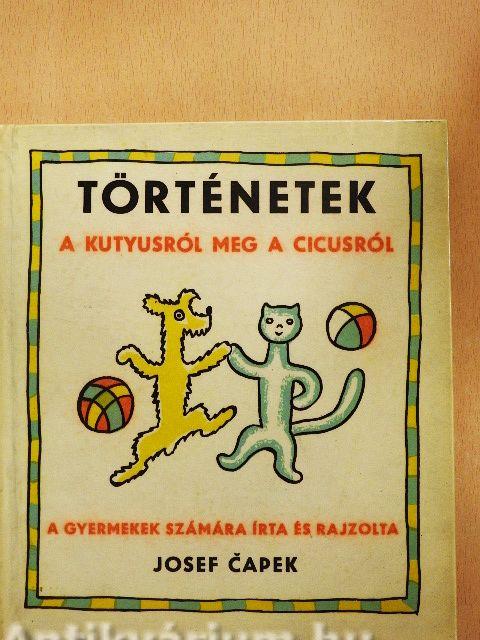 TÖRTÉNETEK
A KUTYUSRÓL MEG A CICUSRÓL
A GYERMEKEK SZÁMÁRA ÍRTA ÉS RAJZOLTA
JOSEF ČAPEK
Antikvárium.hu